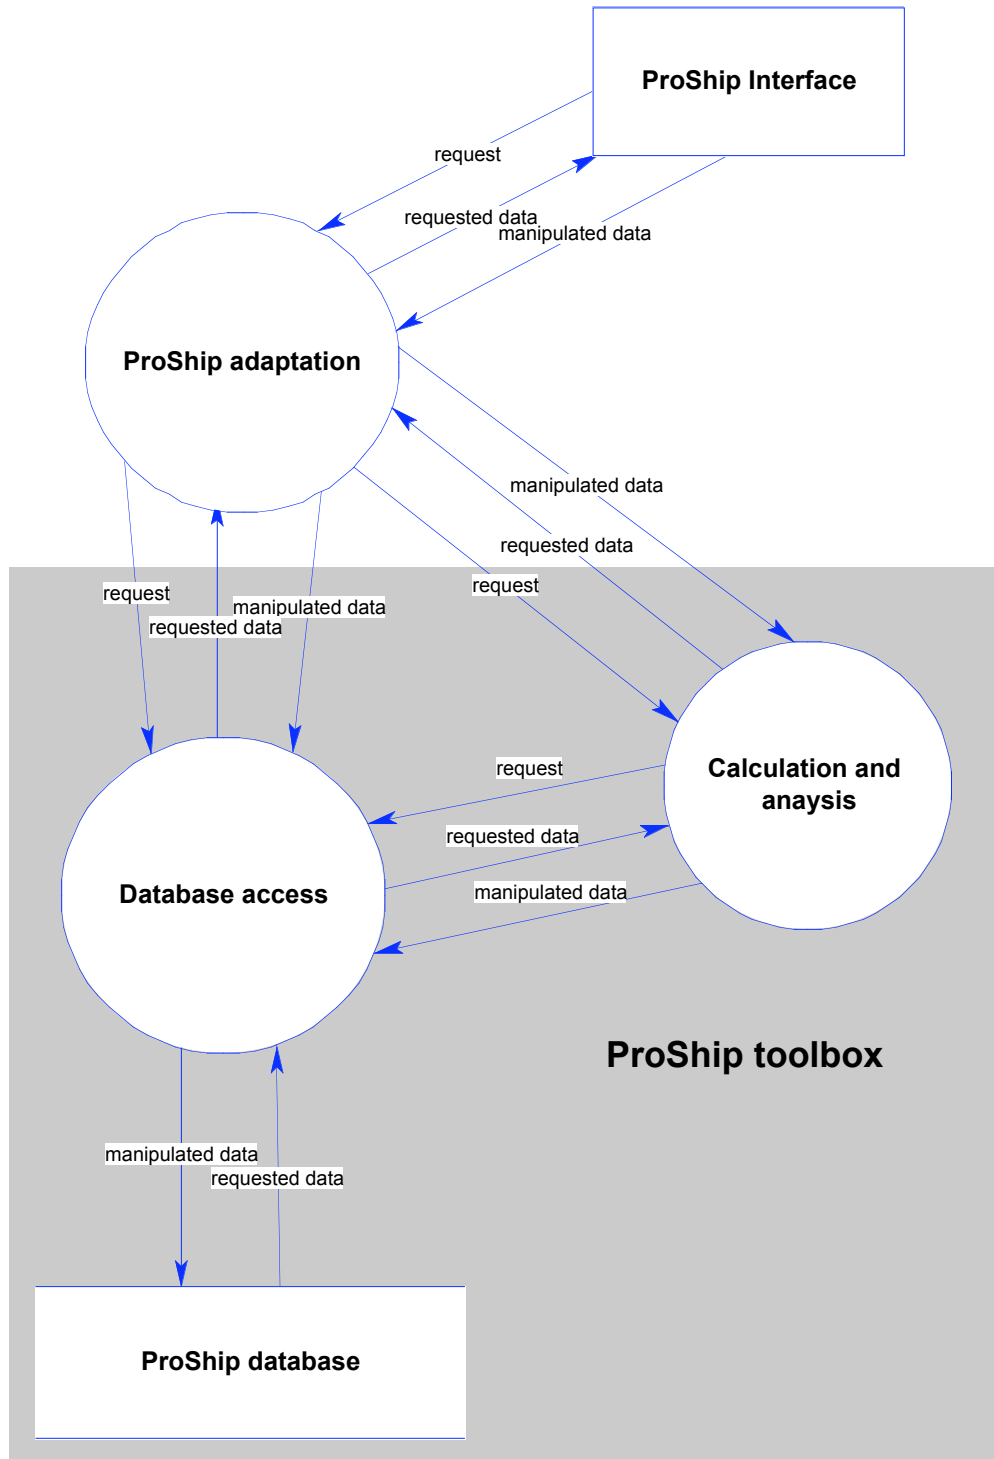 ProShip Interface
request
requested data
manipulated data
ProShip adaptation
manipulated data
requested data
request
request
manipulated data
requested data
Calculation and
anaysis
request
requested data
Database access
manipulated data
ProShip toolbox
manipulated data
requested data
ProShip database